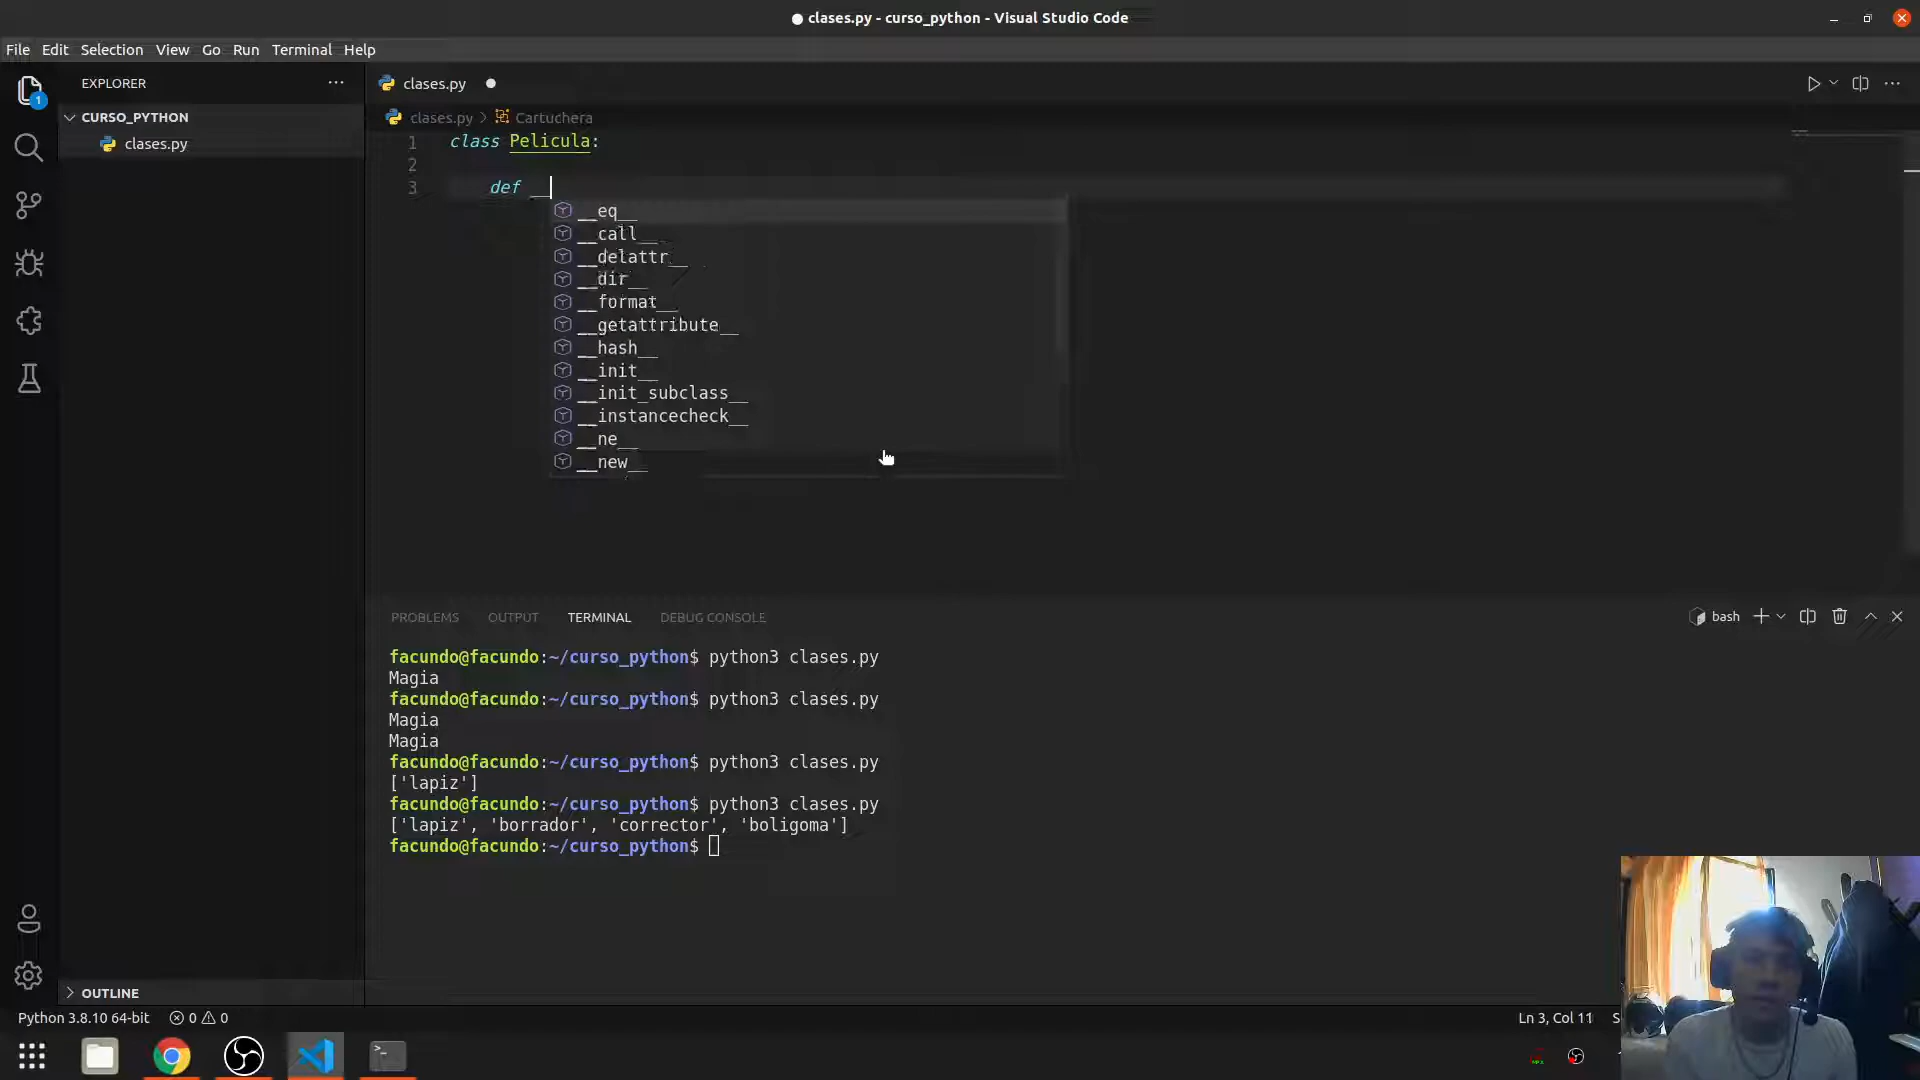 clases.py - curso_python - Visual Studio Code
File Edit Selection View Go Run Terminal Help
EXPLORER
clases.py
1
CURSO_PYTHON
clases.py > Cartuchera
1 class Pelicula:
clases.py
2
3 def __
__eq__
__call__
__delattr__
__dir__
__format__
__getattribute__
__hash__
__init__
__init_subclass__
__instancecheck__
__ne__
__new__
PROBLEMS OUTPUT TERMINAL DEBUG CONSOLE
bash
facundo@facundo:~/curso_python$ python3 clases.py
Magia
facundo@facundo:~/curso_python$ python3 clases.py
Magia
Magia
facundo@facundo:~/curso_python$ python3 clases.py
['lapiz']
facundo@facundo:~/curso_python$ python3 clases.py
['lapiz', 'borrador', 'corrector', 'boligoma']
facundo@facundo:~/curso_python$
OUTLINE
Python 3.8.10 64-bit 0 0
Ln 3, Col 11